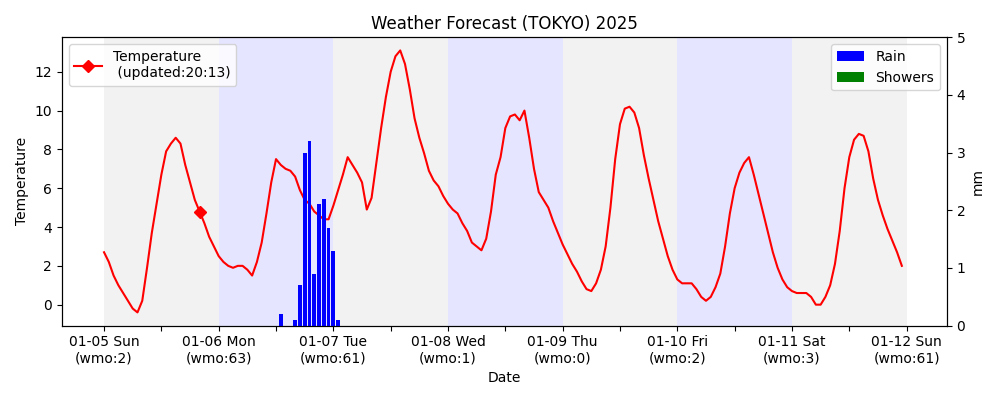 Weather Forecast (TOKYO) 2025
Temperature
(updated:20:13)
Rain
Showers
Temperature
12
10
8
6
4
2
0
5
4
3
2
1
0
mm
01-05 Sun
(wmo:2)
01-06 Mon
(wmo:63)
01-07 Tue
(wmo:61)
01-08 Wed
(wmo:1)
01-09 Thu
(wmo:0)
01-10 Fri
(wmo:2)
01-11 Sat
(wmo:3)
01-12 Sun
(wmo:61)
Date